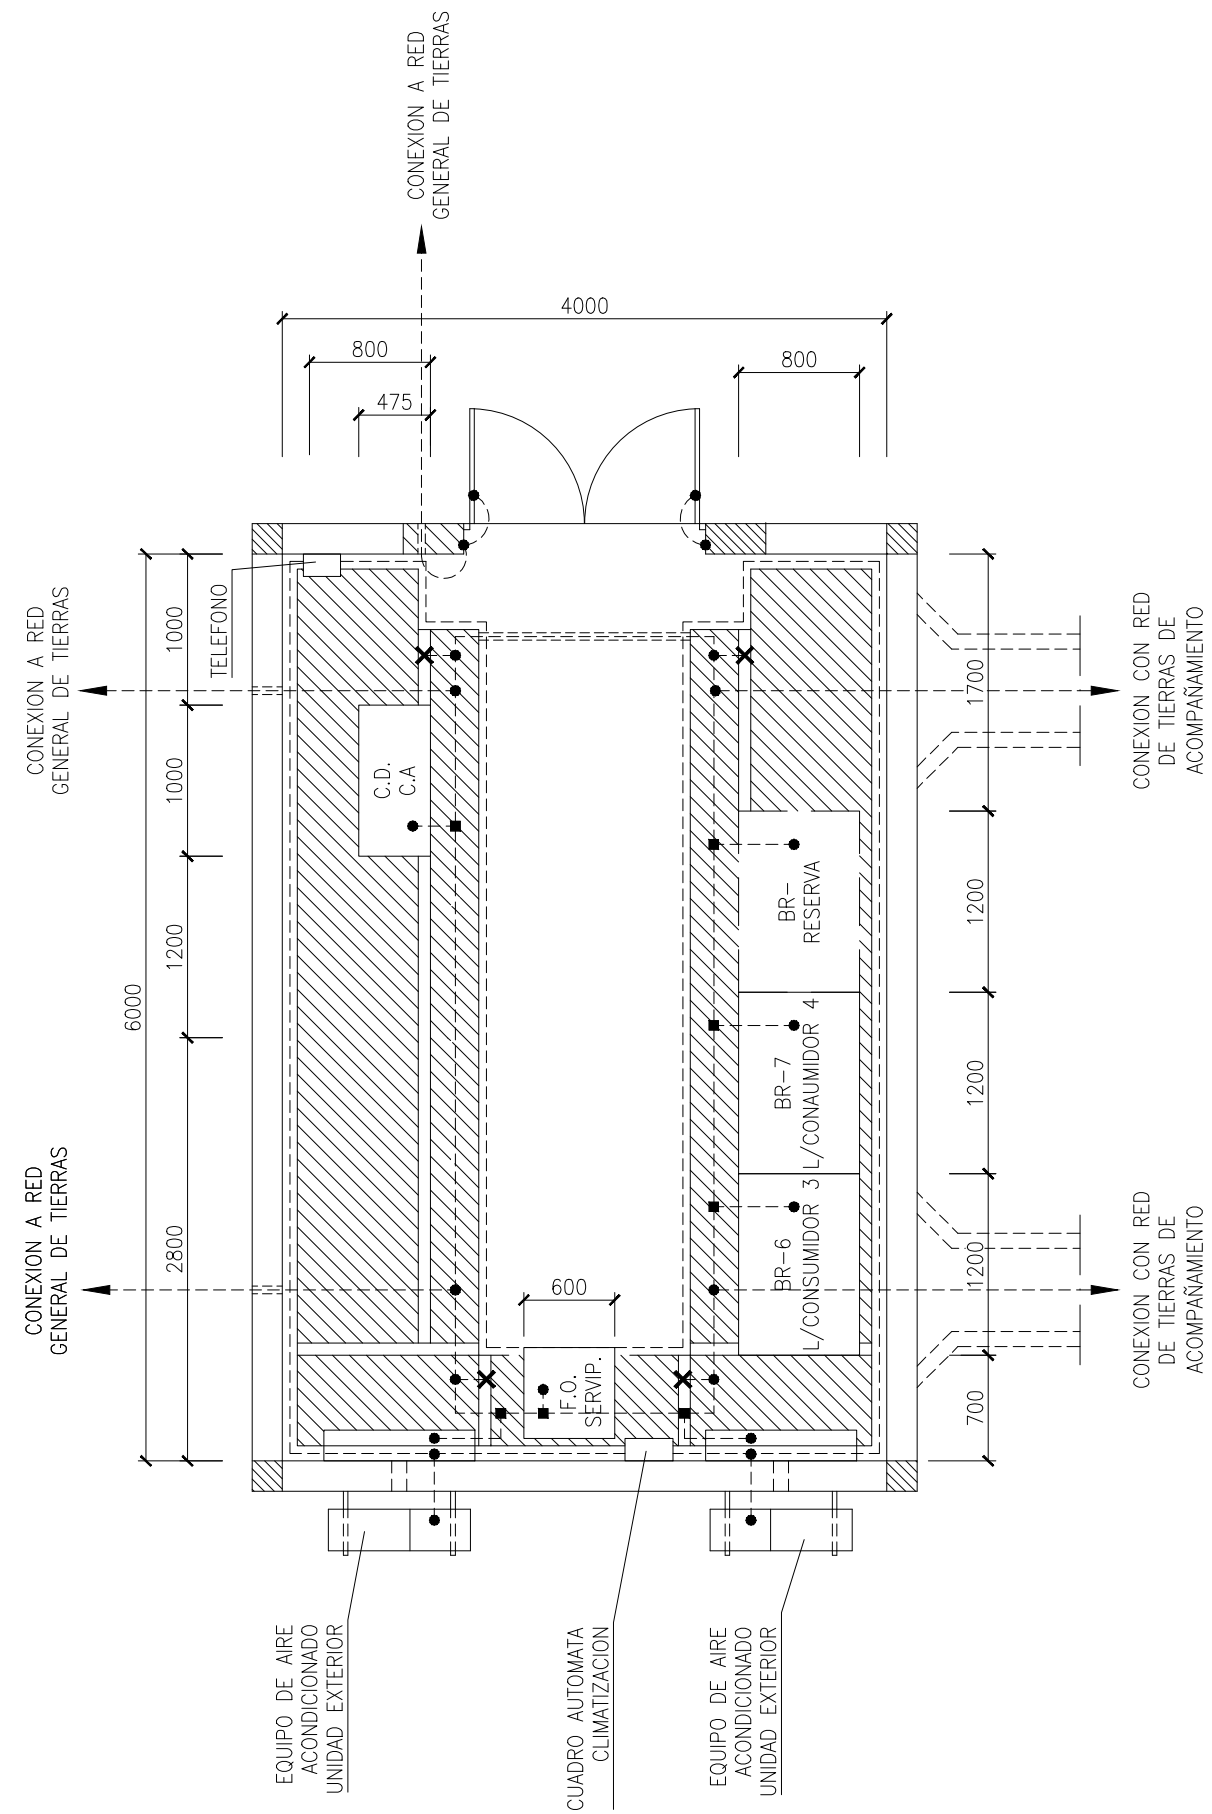 CONEXION A RED
GENERAL DE TIERRAS
4000
800
800
475
CONEXION A RED
GENERAL DE TIERRAS
TELEFONO
1000
1000
1200
2800
6000
C.D.
C.A
1700
1200
1200
1200
700
CONEXION CON RED
DE TIERRAS DE
ACOMPAÑAMIENTO
BR-
RESERVA
BR-7
L/CONAUMIDOR 4
BR-6
L/CONSUMIDOR 3
CONEXION A RED
GENERAL DE TIERRAS
CONEXION CON RED
DE TIERRAS DE
ACOMPAÑAMIENTO
600
F.O.
SERVIP.
EQUIPO DE AIRE
ACONDICIONADO
UNIDAD EXTERIOR
CUADRO AUTOMATA
CLIMATIZACION
EQUIPO DE AIRE
ACONDICIONADO
UNIDAD EXTERIOR